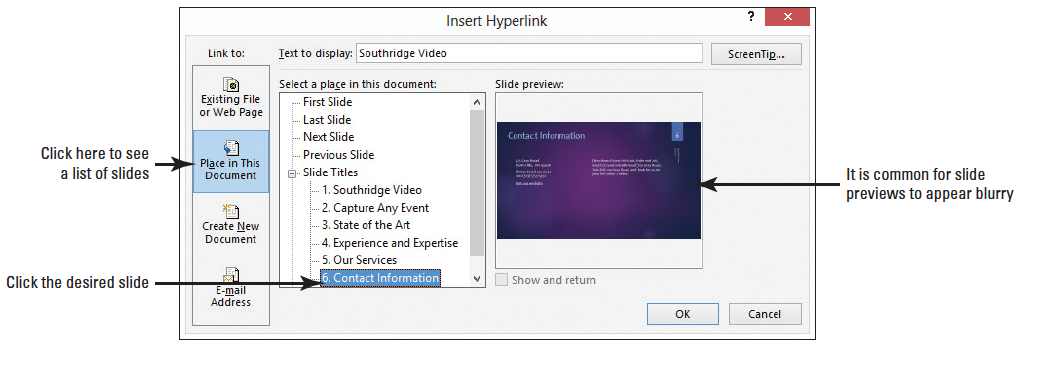 Insert Hyperlink
?
Link to:
Text to display:
Southridge Video
ScreenTip...
Existing File
or Web Page
Place in This
Document
Create New
Document
E-mail
Address
Select a place in this document:
First Slide
Last Slide
Next Slide
Previous Slide
Slide Titles
1. Southridge Video
2. Capture Any Event
3. State of the Art
4. Experience and Expertise
5. Our Services
6. Contact Information
Slide preview:
Contact Information
6
Show and return
OK
Cancel
Click here to see
a list of slides
Click the desired slide
It is common for slide
previews to appear blurry